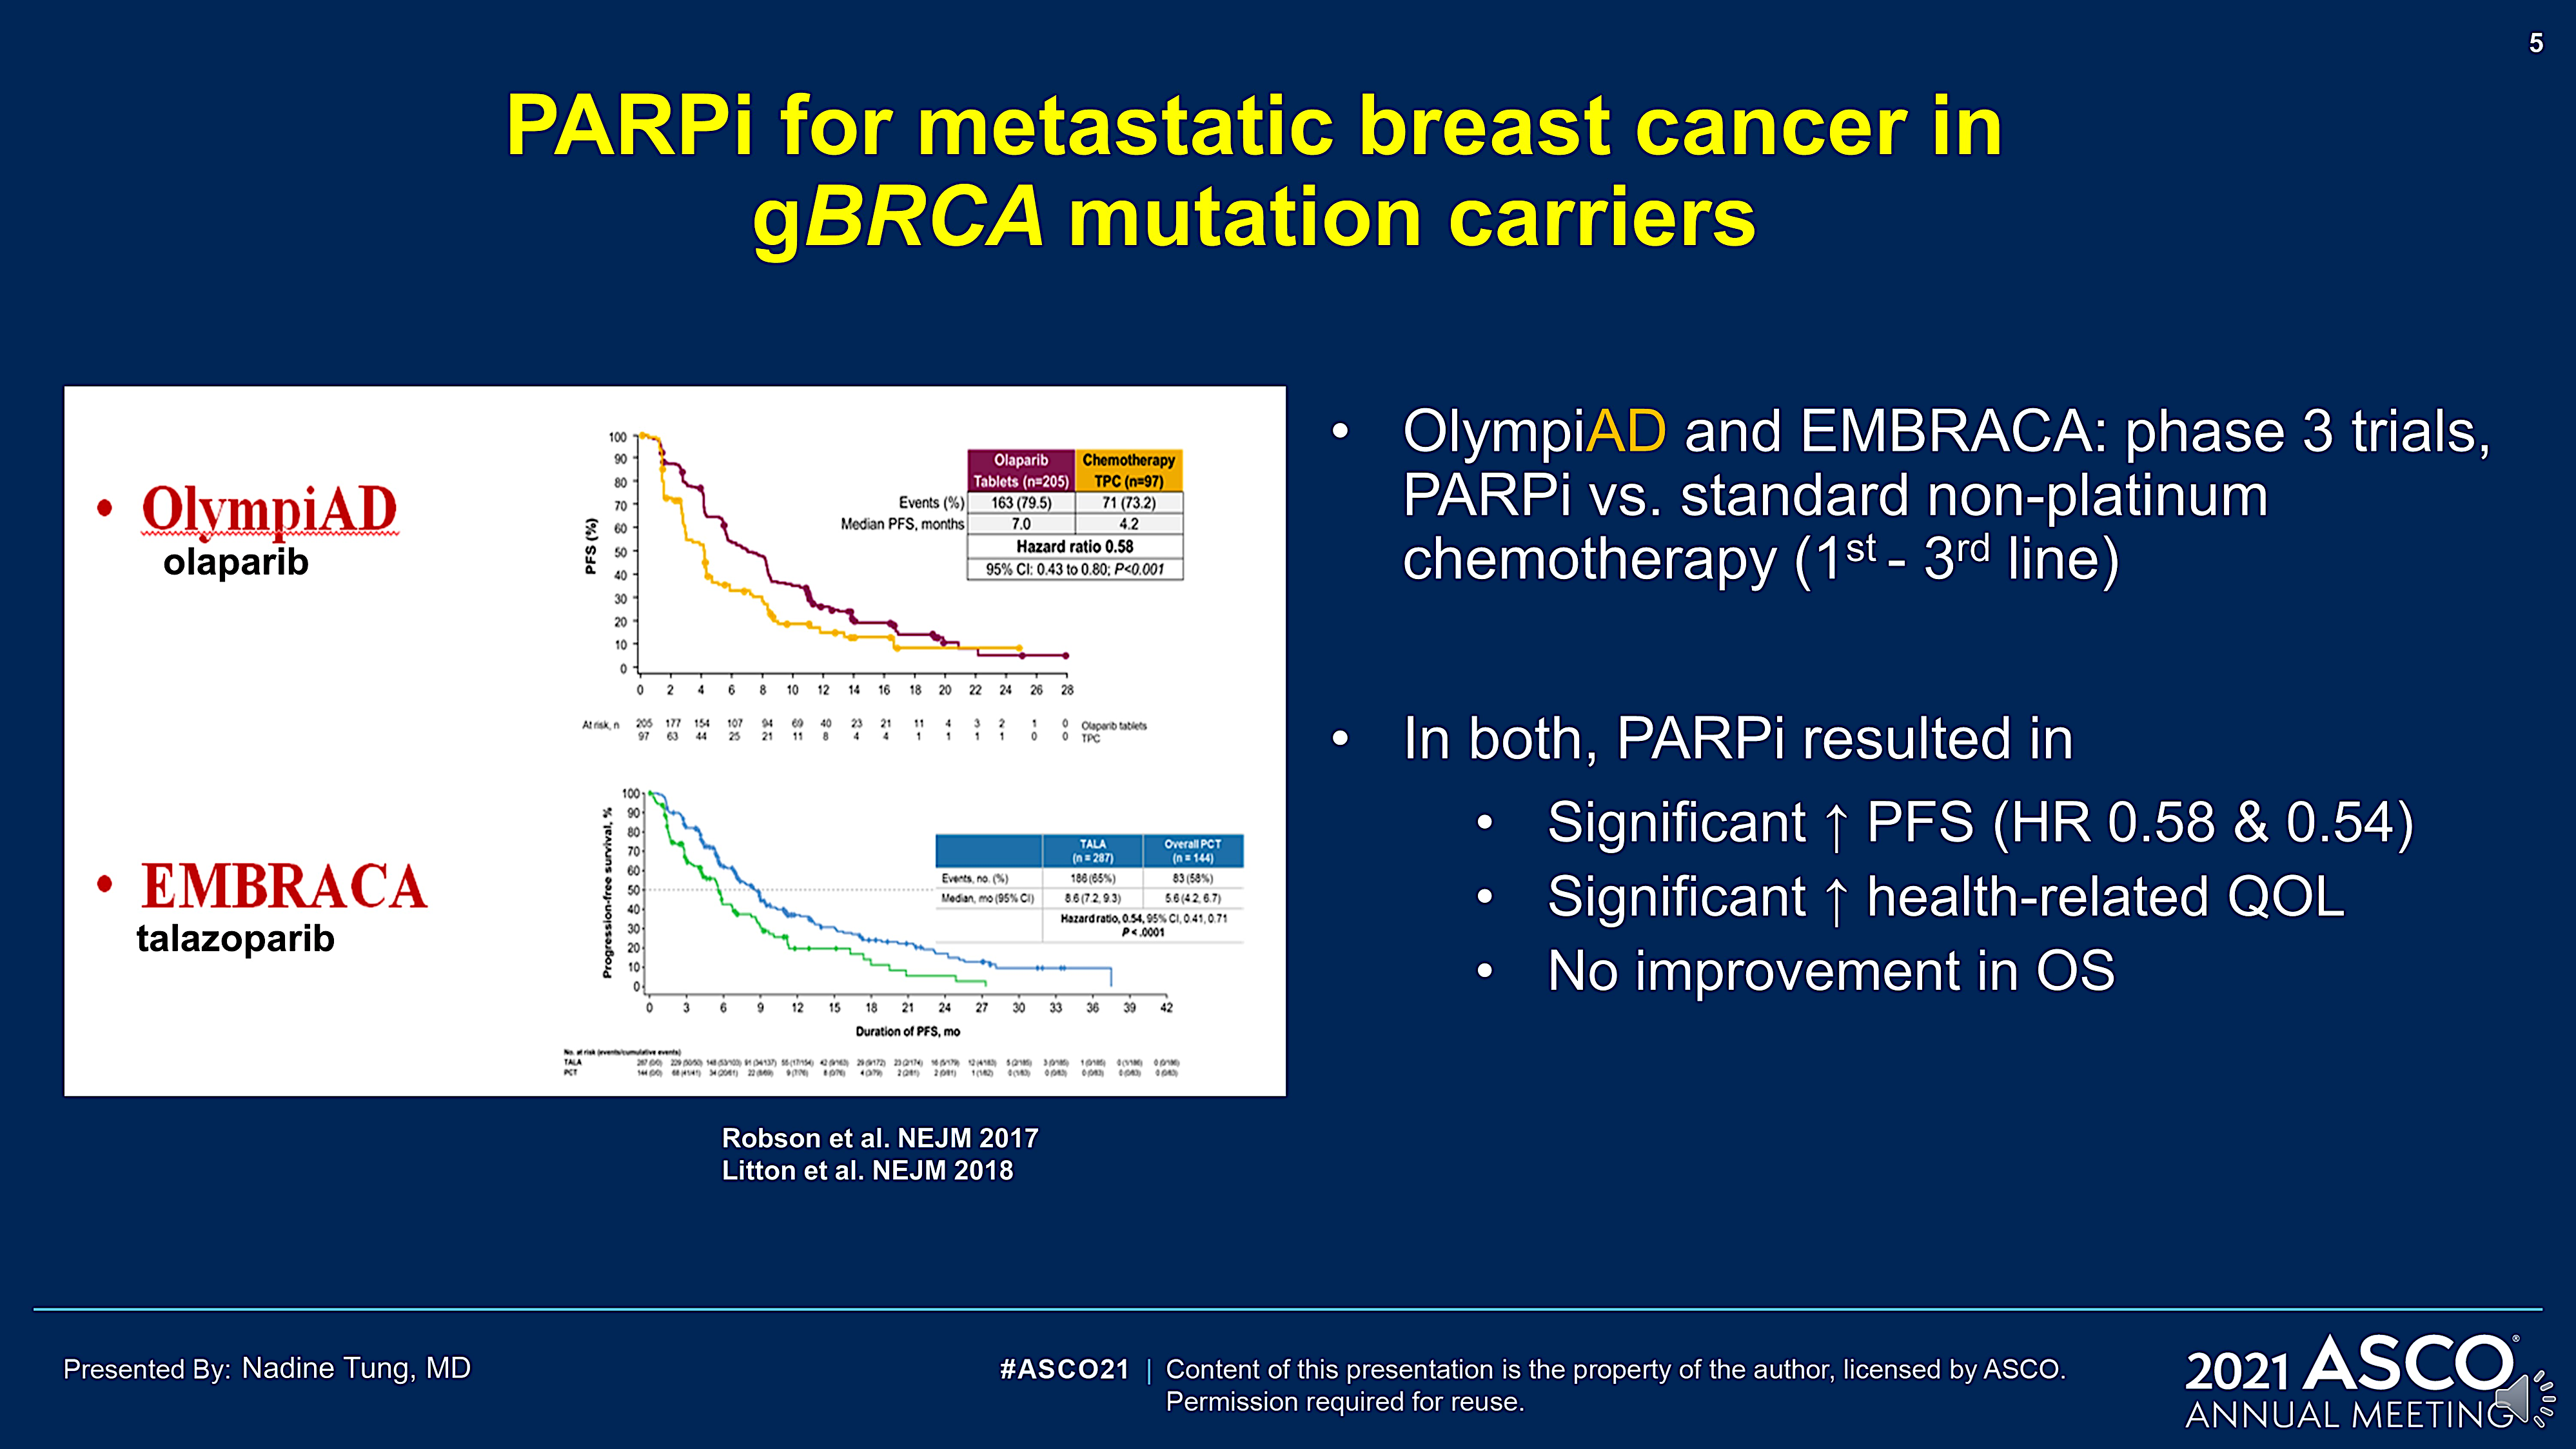 5
PARPi for metastatic breast cancer in
gBRCA mutation carriers
• OlympiAD
olaparib
100
90
80
70
60
50
40
30
20
10
0
PFS (%)
Olaparib Chemotherapy
Tablets (n=205) TPC (n=97)
Events (%) 163 (79.5) 71 (73.2)
Median PFS, months 7.0 4.2
Hazard ratio 0.58
95% CI: 0.43 to 0.80; P<0.001
0 2 4 6 8 10 12 14 16 18 20 22 24 26 28
At risk, n 205 177 154 107 94 69 40 23 21 11 4 3 2 1 0 Olaparib tablets
97 63 44 25 21 11 8 4 4 1 1 1 1 0 0 TPC
• EMBRACA
talazoparib
100
90
80
70
60
50
40
30
20
10
0
Progression-free survival, %
TALA Overall PCT
(n = 287) (n = 144)
Events, no. (%) 186 (65%) 83 (58%)
Median, mo (95% CI) 8.6 (7.2, 9.3) 5.6 (4.2, 6.7)
Hazard ratio, 0.54, 95% CI, 0.41, 0.71
P < .0001
0 3 6 9 12 15 18 21 24 27 30 33 36 39 42
Duration of PFS, mo
No. at risk (events/cumulative events)
TALA
PCT
Robson et al. NEJM 2017
Litton et al. NEJM 2018
• OlympiAD and EMBRACA: phase 3 trials,
PARPi vs. standard non-platinum
chemotherapy (1st - 3rd line)
• In both, PARPi resulted in
• Significant ↑ PFS (HR 0.58 & 0.54)
• Significant ↑ health-related QOL
• No improvement in OS
Presented By: Nadine Tung, MD
#ASCO21 | Content of this presentation is the property of the author, licensed by ASCO.
Permission required for reuse.
2021 ASCO®
ANNUAL MEETING